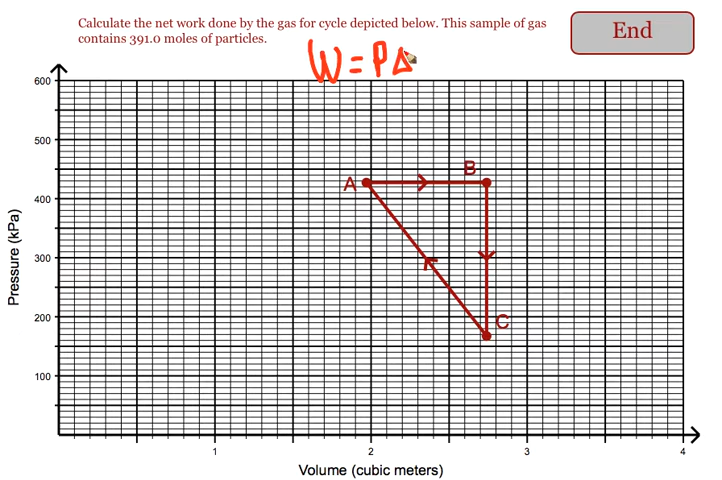 Calculate the net work done by the gas for cycle depicted below. This sample of gas
contains 391.0 moles of particles.
End
W = P Δ
600
500
400
300
200
100
Pressure (kPa)
A
B
C
1
2
3
4
Volume (cubic meters)